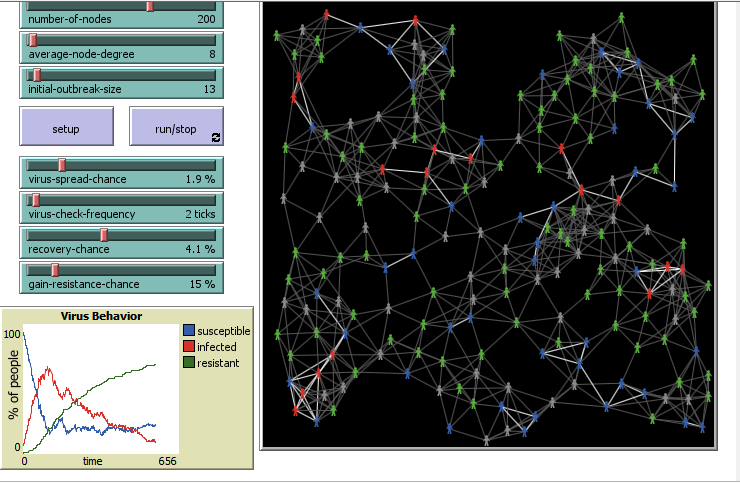 number-of-nodes 200
average-node-degree 8
initial-outbreak-size 13
setup run/stop
virus-spread-chance 1.9 %
virus-check-frequency 2 ticks
recovery-chance 4.1 %
gain-resistance-chance 15 %
Virus Behavior
100
% of people
0
susceptible
infected
resistant
0 time 656